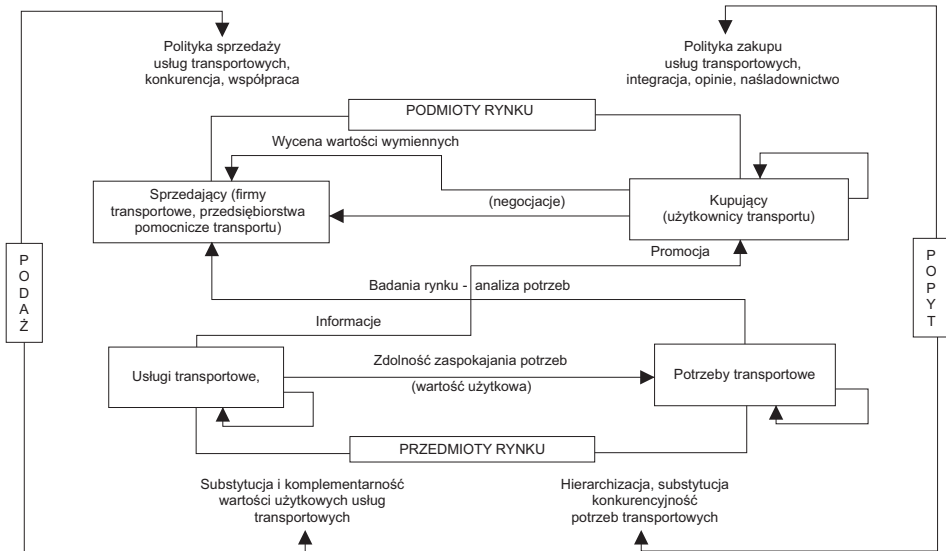 Polityka sprzedaży
usług transportowych,
konkurencja, współpraca
Polityka zakupu
usług transportowych,
integracja, opinie, naśladownictwo
PODMIOTY RYNKU
Wycena wartości wymiennych
Sprzedający (firmy
transportowe, przedsiębiorstwa
pomocnicze transportu)
(negocjacje)
Kupujący
(użytkownicy transportu)
Promocja
P
O
D
A
Ż
P
O
P
Y
T
Badania rynku - analiza potrzeb
Informacje
Usługi transportowe,
Zdolność zaspokajania potrzeb
(wartość użytkowa)
Potrzeby transportowe
PRZEDMIOTY RYNKU
Substytucja i komplementarność
wartości użytkowych usług
transportowych
Hierarchizacja, substytucja
konkurencyjność
potrzeb transportowych